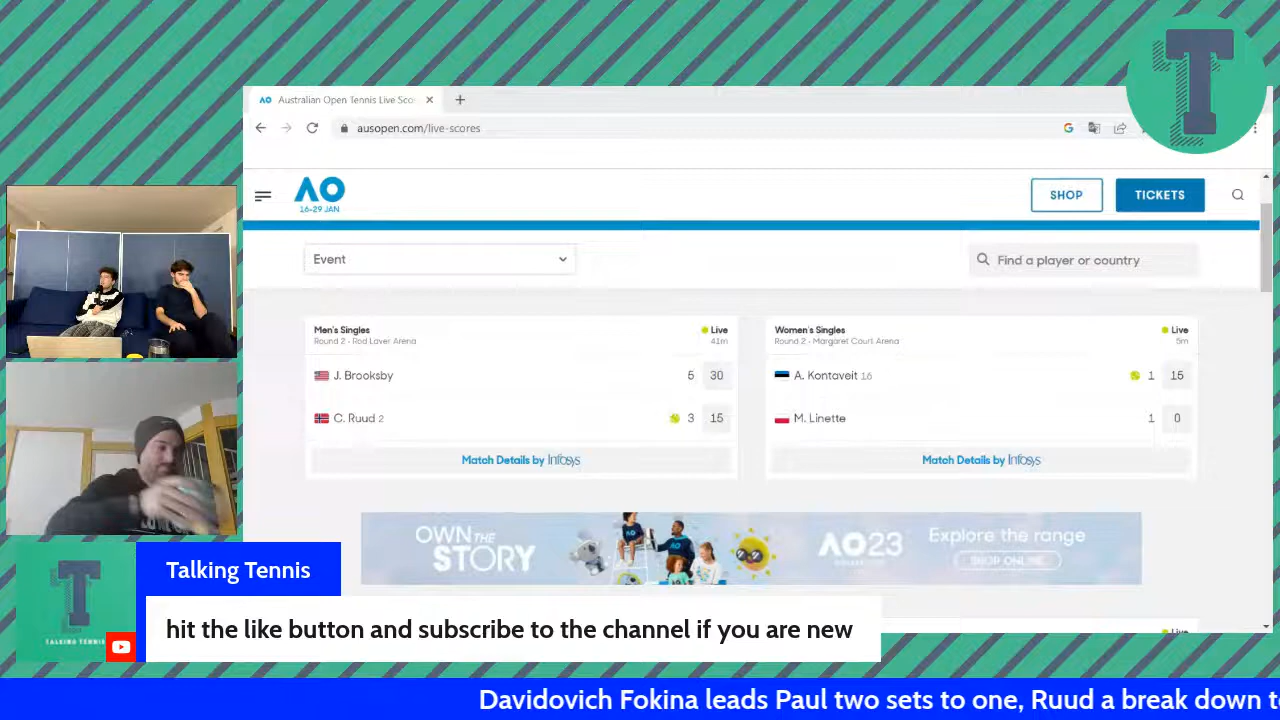 T
Australian Open Tennis Live Sco
ausopen.com/live-scores
AO
16-29 JAN
SHOP
TICKETS
Event
Find a player or country
Men's Singles
Live
Round 2 • Rod Laver Arena
41m
J. Brooksby 5 30
C. Ruud 2 3 15
Match Details by Infosys
Women's Singles
Live
Round 2 • Margaret Court Arena
5m
A. Kontaveit 16 1 15
M. Linette 1 0
Match Details by Infosys
OWN THE
STORY
AO23
Explore the range
SHOP ONLINE
Live
T
TALKING TENNIS
Talking Tennis
hit the like button and subscribe to the channel if you are new
Davidovich Fokina leads Paul two sets to one, Ruud a break down t